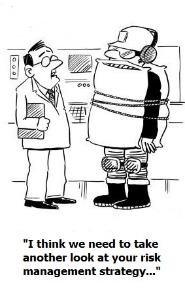 "I think we need to take
another look at your risk
management strategy..."